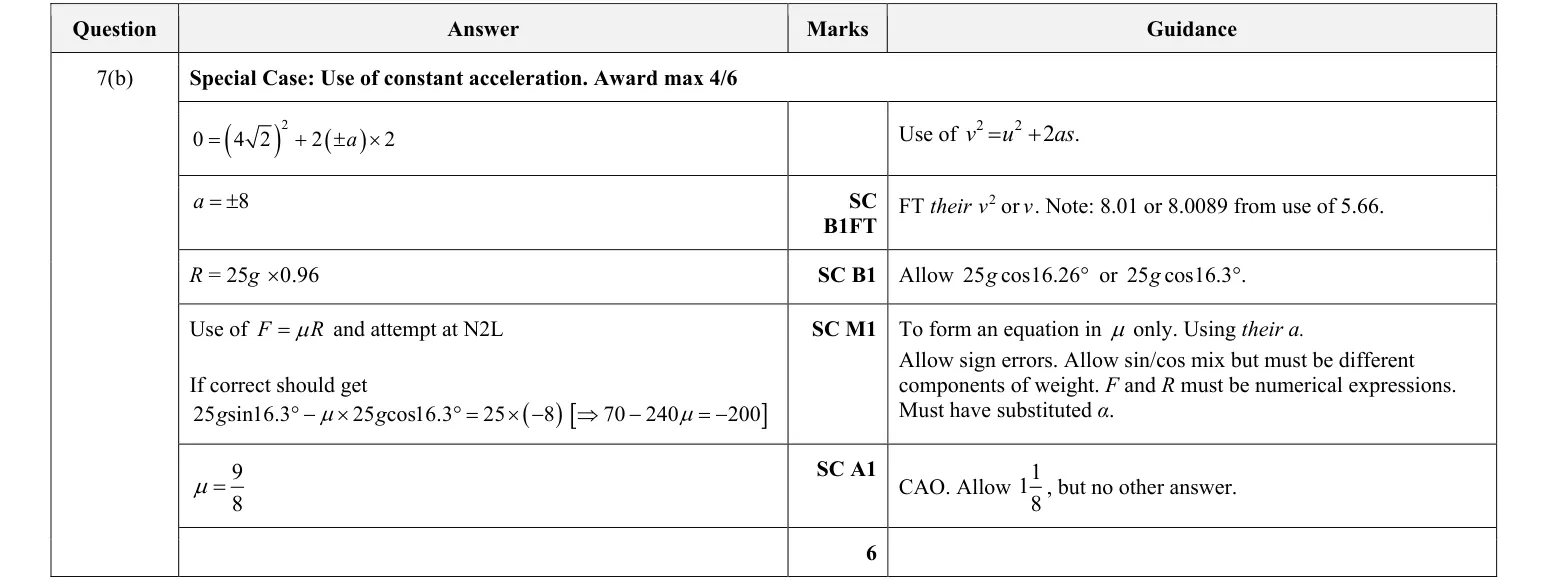 Question Answer Marks Guidance
7(b) Special Case: Use of constant acceleration. Award max 4/6
0 = (4√2)² + 2(±a) × 2 Use of v² = u² + 2as.
a = ±8 SC B1FT FT their v² or v. Note: 8.01 or 8.0089 from use of 5.66.
R = 25g ×0.96 SC B1 Allow 25g cos16.26° or 25g cos16.3°.
Use of F = μR and attempt at N2L SC M1 To form an equation in μ only. Using their a.
Allow sign errors. Allow sin/cos mix but must be different
If correct should get components of weight. F and R must be numerical expressions.
25gsin16.3° − μ × 25gcos16.3° = 25 × (−8) [⇒ 70 − 240μ = −200] Must have substituted α.
μ = 9/8 SC A1 CAO. Allow 1 1/8, but no other answer.
6